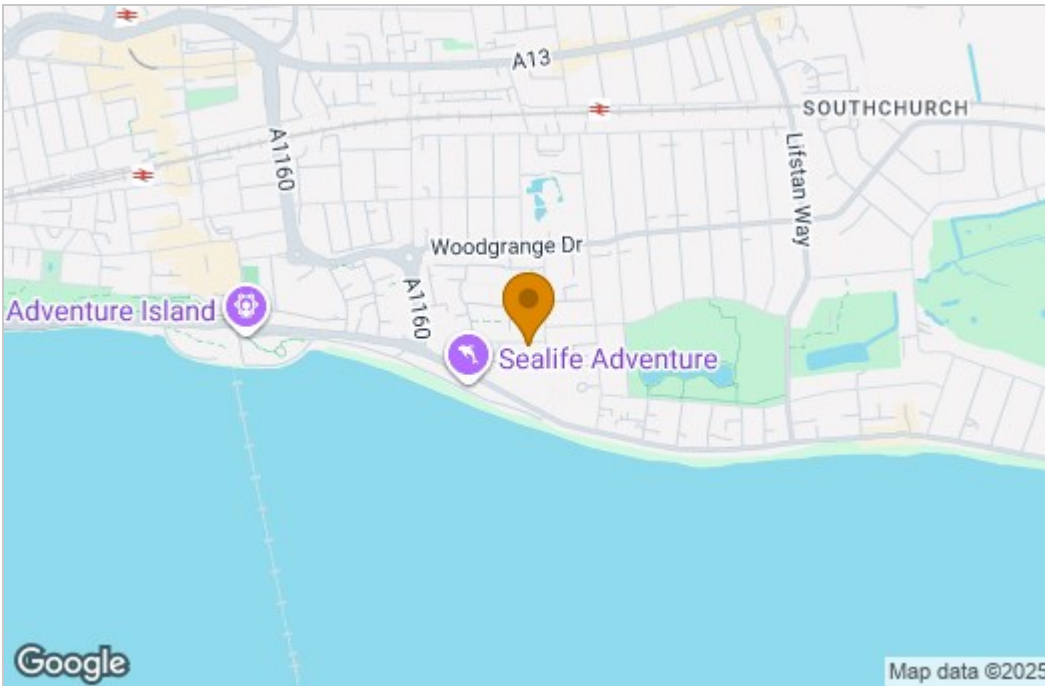 A13
SOUTHCHURCH
A1160
Lifstan Way
Woodgrange Dr
A1160
Adventure Island
Sealife Adventure
Google
Map data ©2025